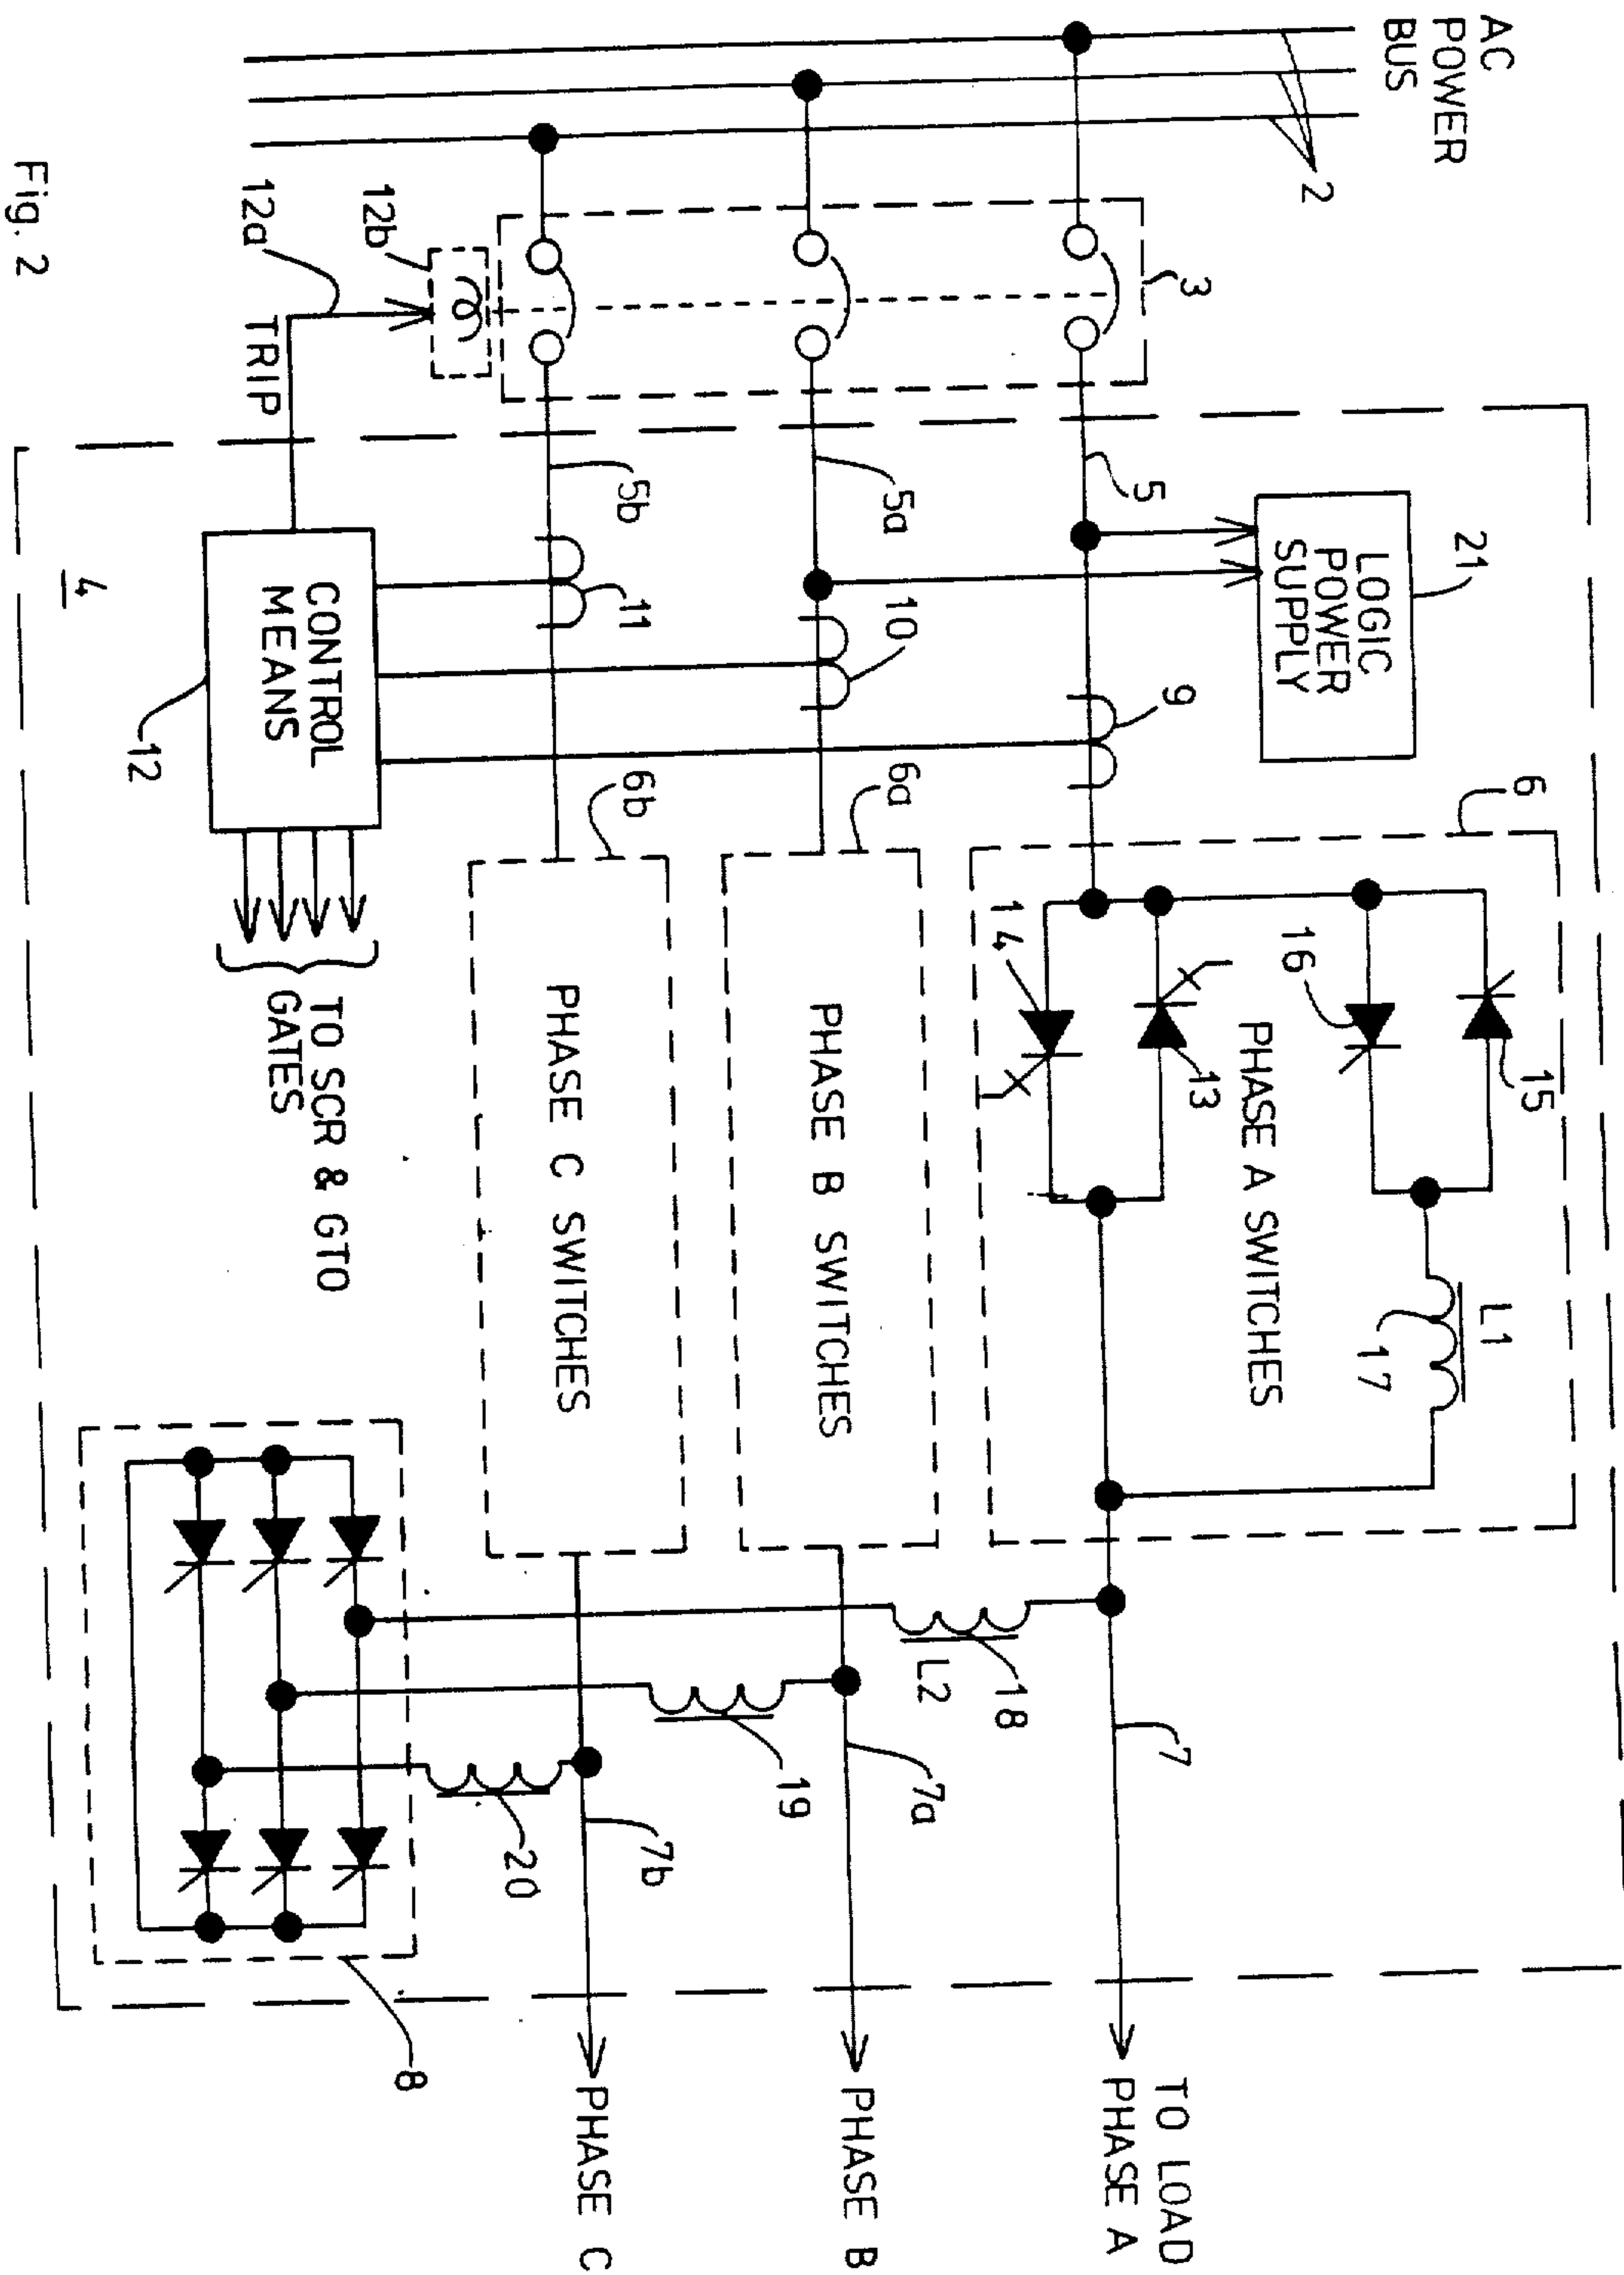 AC
POWER
BUS
2
3
12b
12a
TRIP
Fig. 2
4
5
5a
5b
21
LOGIC
POWER
SUPPLY
9
10
11
CONTROL
MEANS
12
TO SCR & GTO
GATES
6
6a
6b
15
16
13
14
L1
17
PHASE A SWITCHES
PHASE B SWITCHES
PHASE C SWITCHES
18
L2
19
20
7
7a
7b
8
TO LOAD
PHASE A
PHASE B
PHASE C